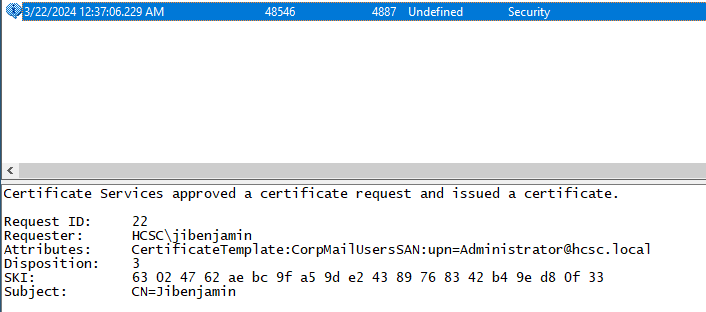 3/22/2024 12:37:06.229 AM 48546 4887 Undefined Security
Certificate Services approved a certificate request and issued a certificate.
Request ID: 22
Requester: HCSC\jibenjamin
Attributes: CertificateTemplate:CorpMailUsersSAN:upn=Administrator@hcsc.local
Disposition: 3
SKI: 63 02 47 62 ae bc 9f a5 9d e2 43 89 76 83 42 b4 9e d8 0f 33
Subject: CN=Jibenjamin